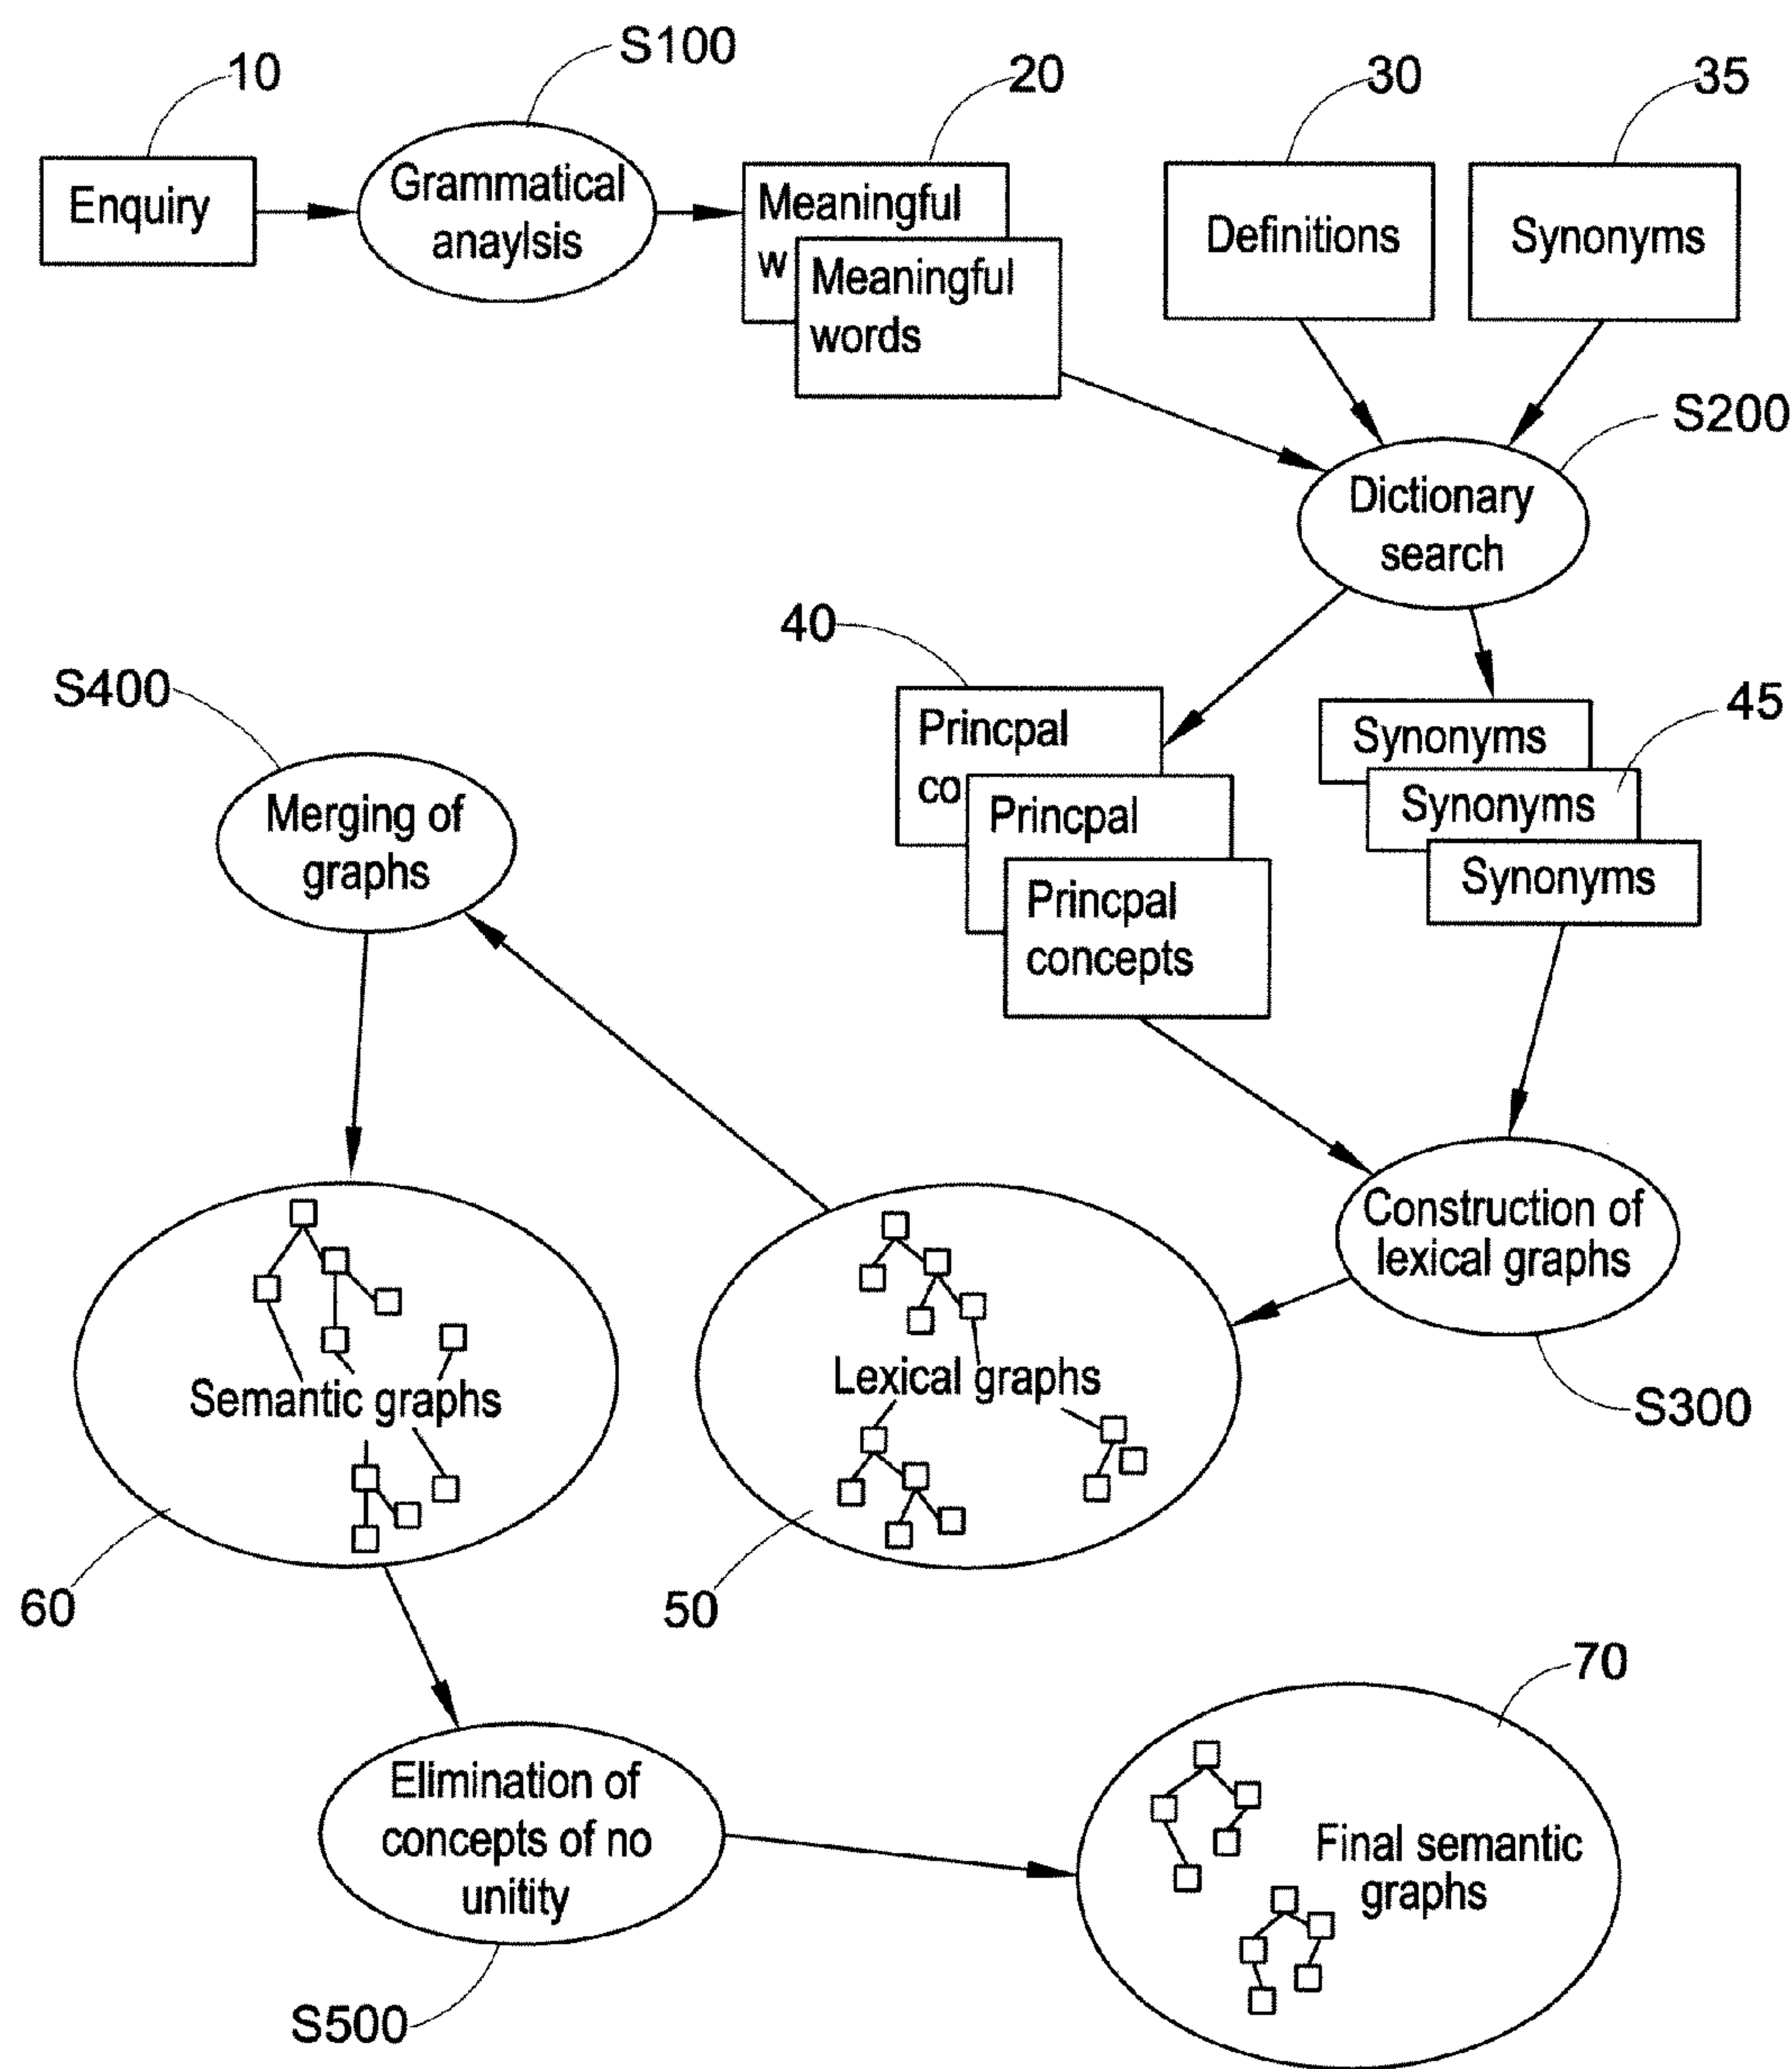 10
S100
20
30
35
Enquiry
Grammatical
anaylsis
Meaningful
w
Meaningful
words
Definitions
Synonyms
S200
Dictionary
search
40
45
Princpal
co
Princpal
Princpal
concepts
Synonyms
Synonyms
Synonyms
S400
Merging of
graphs
Construction of
lexical graphs
S300
Semantic graphs
60
Lexical graphs
50
70
Elimination of
concepts of no
unitity
S500
Final semantic
graphs